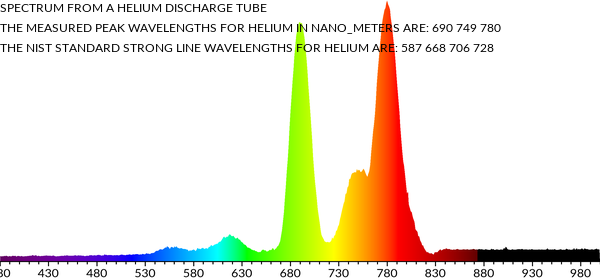 SPECTRUM FROM A HELIUM DISCHARGE TUBE
THE MEASURED PEAK WAVELENGTHS FOR HELIUM IN NANO_METERS ARE: 690 749 780
THE NIST STANDARD STRONG LINE WAVELENGTHS FOR HELIUM ARE: 587 668 706 728
80 430 480 530 580 630 680 730 780 830 880 930 980